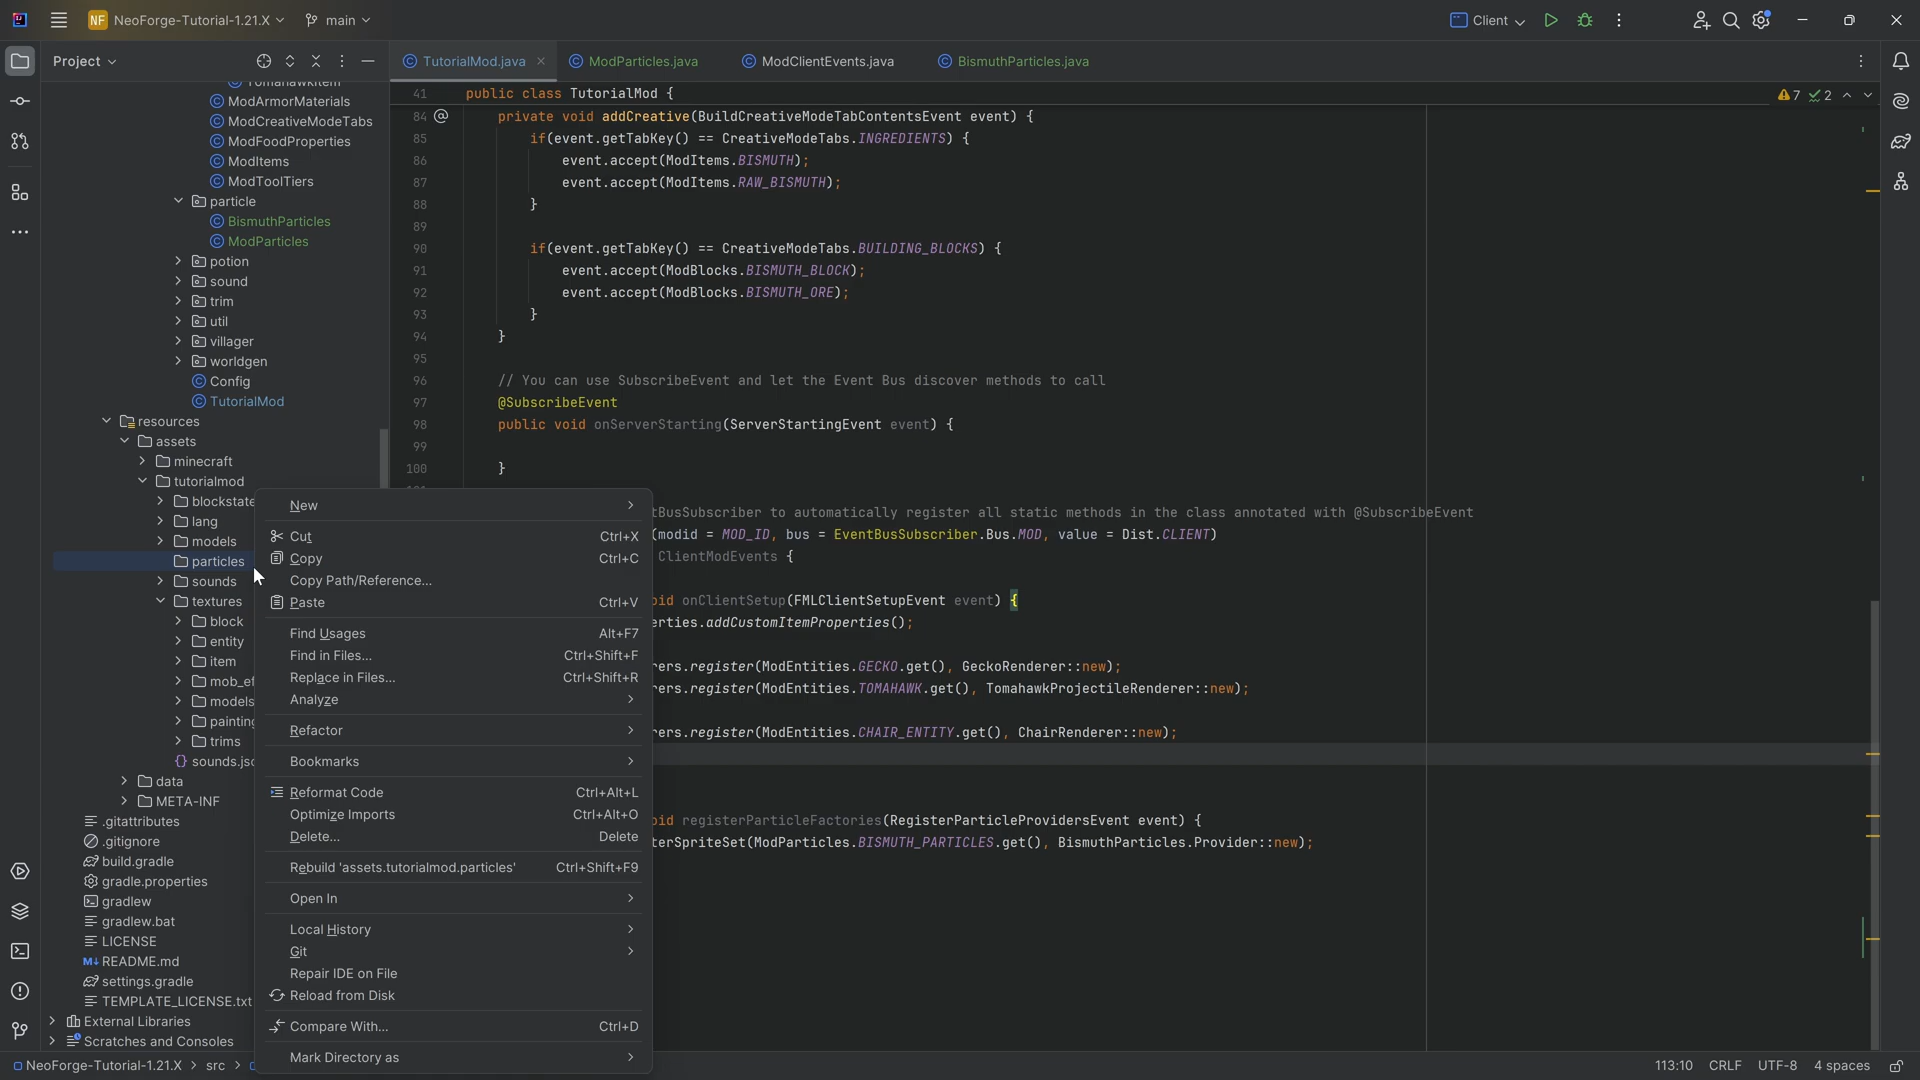 NF NeoForge-Tutorial-1.21.X main Client
Project TutorialMod.java ModParticles.java ModClientEvents.java BismuthParticles.java
ModArmorMaterials
ModCreativeModeTabs
ModFoodProperties
ModItems
ModToolTiers
particle
BismuthParticles
ModParticles
potion
sound
trim
util
villager
worldgen
Config
TutorialMod
resources
assets
minecraft
tutorialmod
blockstate
lang
models
particles
sounds
textures
block
entity
item
mob_ef
models
painting
trims
sounds.jso
data
META-INF
.gitattributes
.gitignore
build.gradle
gradle.properties
gradlew
gradlew.bat
LICENSE
README.md
settings.gradle
TEMPLATE_LICENSE.txt
External Libraries
Scratches and Consoles
New
Cut Ctrl+X
Copy Ctrl+C
Copy Path/Reference...
Paste Ctrl+V
Find Usages Alt+F7
Find in Files... Ctrl+Shift+F
Replace in Files... Ctrl+Shift+R
Analyze
Refactor
Bookmarks
Reformat Code Ctrl+Alt+L
Optimize Imports Ctrl+Alt+O
Delete... Delete
Rebuild 'assets.tutorialmod.particles' Ctrl+Shift+F9
Open In
Local History
Git
Repair IDE on File
Reload from Disk
Compare With... Ctrl+D
Mark Directory as
41 public class TutorialMod { 7 2
84 @ private void addCreative(BuildCreativeModeTabContentsEvent event) {
85 if(event.getTabKey() == CreativeModeTabs.INGREDIENTS) {
86 event.accept(ModItems.BISMUTH);
87 event.accept(ModItems.RAW_BISMUTH);
88 }
89
90 if(event.getTabKey() == CreativeModeTabs.BUILDING_BLOCKS) {
91 event.accept(ModBlocks.BISMUTH_BLOCK);
92 event.accept(ModBlocks.BISMUTH_ORE);
93 }
94 }
95
96 // You can use SubscribeEvent and let the Event Bus discover methods to call
97 @SubscribeEvent
98 public void onServerStarting(ServerStartingEvent event) {
99
100 }
tBusSubscriber to automatically register all static methods in the class annotated with @SubscribeEvent
(modid = MOD_ID, bus = EventBusSubscriber.Bus.MOD, value = Dist.CLIENT)
ClientModEvents {
oid onClientSetup(FMLClientSetupEvent event) {
erties.addCustomItemProperties();
rers.register(ModEntities.GECKO.get(), GeckoRenderer::new);
rers.register(ModEntities.TOMAHAWK.get(), TomahawkProjectileRenderer::new);
rers.register(ModEntities.CHAIR_ENTITY.get(), ChairRenderer::new);
oid registerParticleFactories(RegisterParticleProvidersEvent event) {
terSpriteSet(ModParticles.BISMUTH_PARTICLES.get(), BismuthParticles.Provider::new);
NeoForge-Tutorial-1.21.X > src > 113:10 CRLF UTF-8 4 spaces